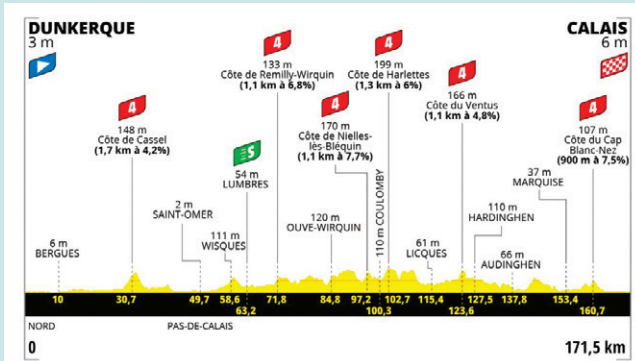 DUNKERQUE
3 m
CALAIS
6 m
4
133 m
Côte de Remilly-Wirquin
(1,1 km à 6,8%)
4
199 m
Côte de Harlettes
(1,3 km à 6%)
4
148 m
Côte de Cassel
(1,7 km à 4,2%)
4
170 m
Côte de Nielles-
lès-Bléquin
(1,1 km à 7,7%)
4
166 m
Côte du Ventus
(1,1 km à 4,8%)
4
107 m
Côte du Cap
Blanc-Nez
(900 m à 7,5%)
S
54 m
LUMBRES
37 m
MARQUISE
2 m
SAINT-OMER
110 m COULOMBY
110 m
HARDINGHEN
120 m
OUVE-WIRQUIN
6 m
BERGUES
111 m
WISQUES
61 m
LICQUES
66 m
AUDINGHEN
10 30,7 49,7 58,6 71,8 84,8 97,2 102,7 115,4 127,5 137,8 153,4
63,2 100,3 123,6 160,7
NORD PAS-DE-CALAIS
0 171,5 km